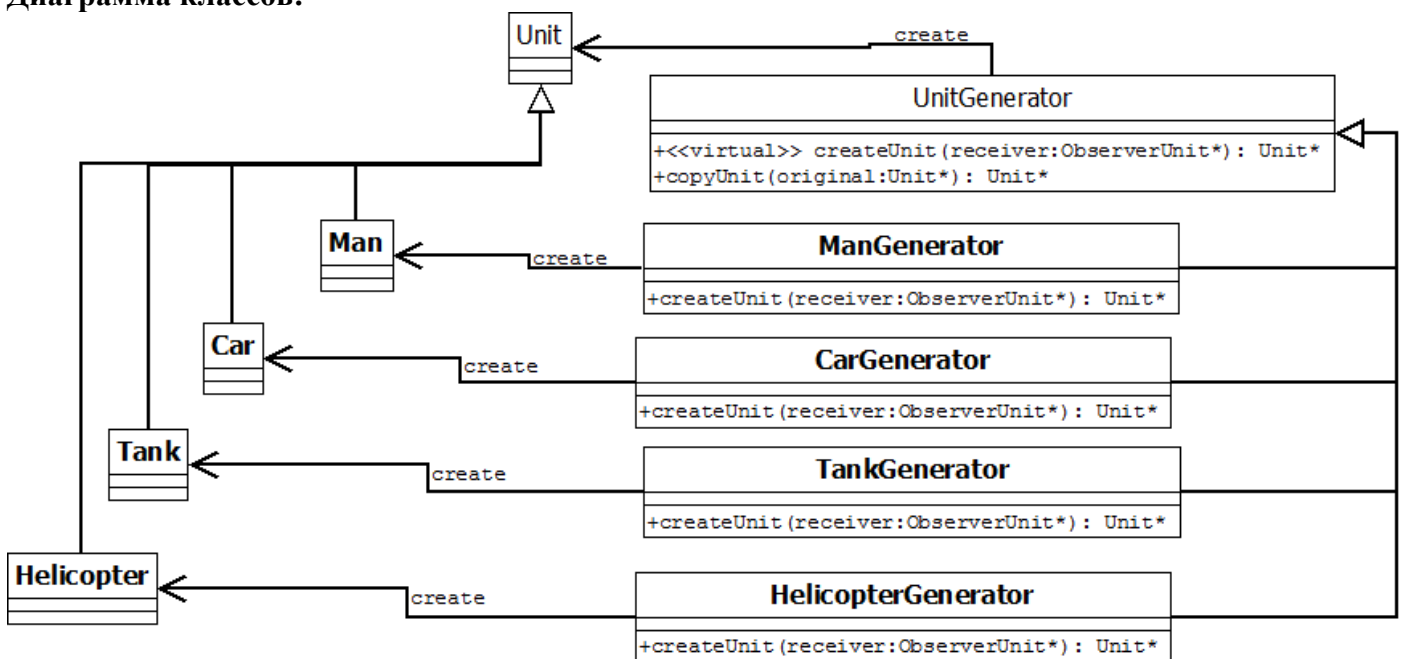 Диаграмма классов:
Unit
create
UnitGenerator
+<<virtual>> createUnit(receiver:ObserverUnit*): Unit*
+copyUnit(original:Unit*): Unit*
Man
create
ManGenerator
+createUnit(receiver:ObserverUnit*): Unit*
Car
create
CarGenerator
+createUnit(receiver:ObserverUnit*): Unit*
Tank
create
TankGenerator
+createUnit(receiver:ObserverUnit*): Unit*
Helicopter
create
HelicopterGenerator
+createUnit(receiver:ObserverUnit*): Unit*